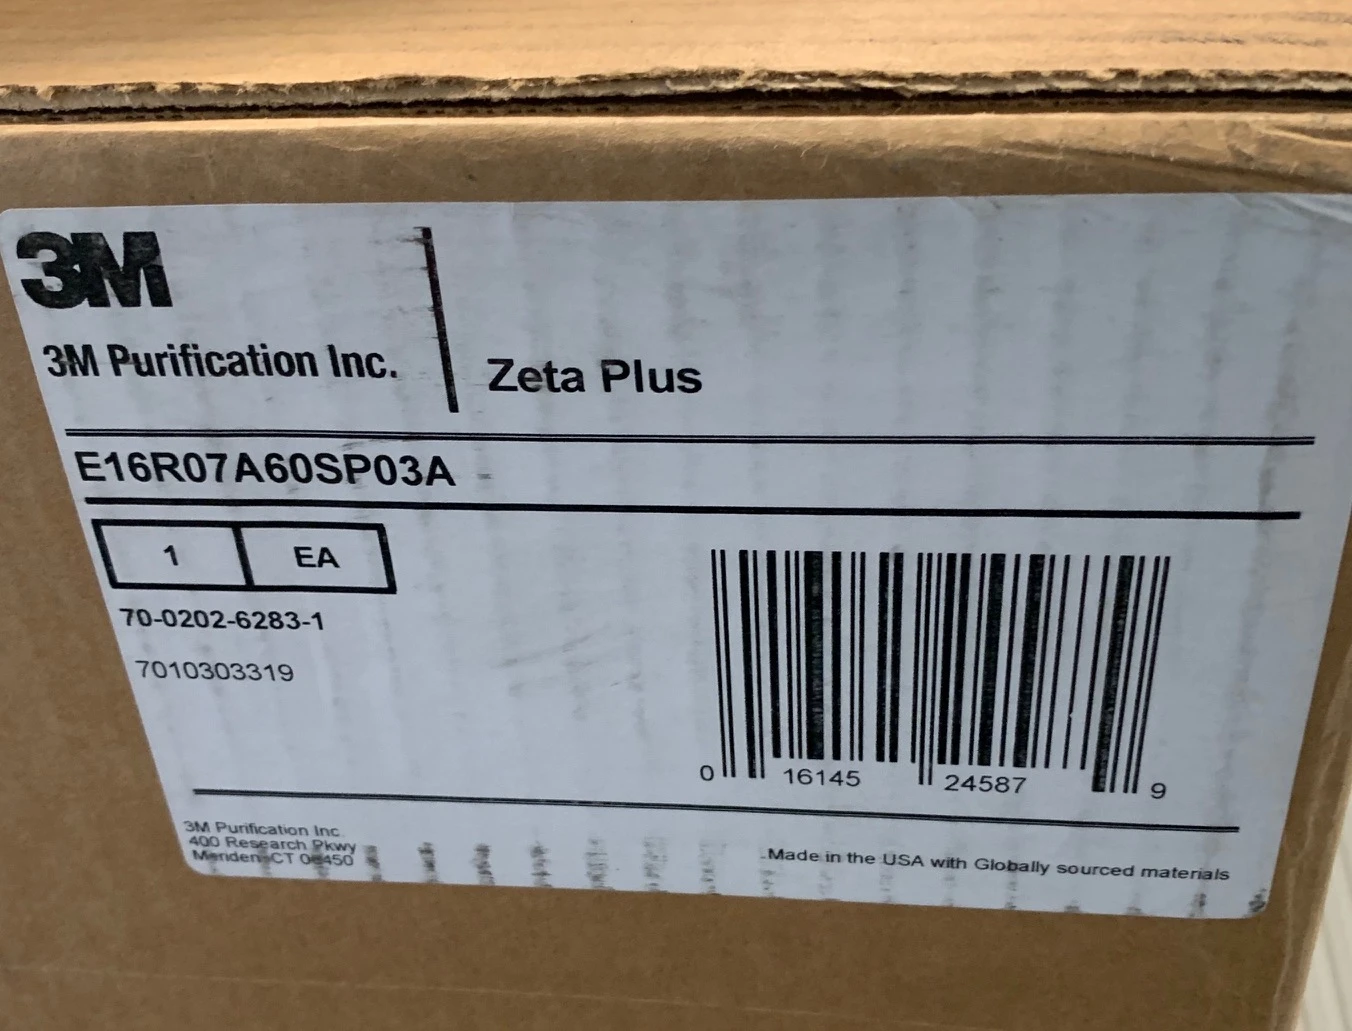 3M
3M Purification Inc.
Zeta Plus
E16R07A60SP03A
1 EA
70-0202-6283-1
7010303319
0 16145 24587 9
3M Purification Inc.
400 Research Pkwy
Meriden CT 06450
Made in the USA with Globally sourced materials